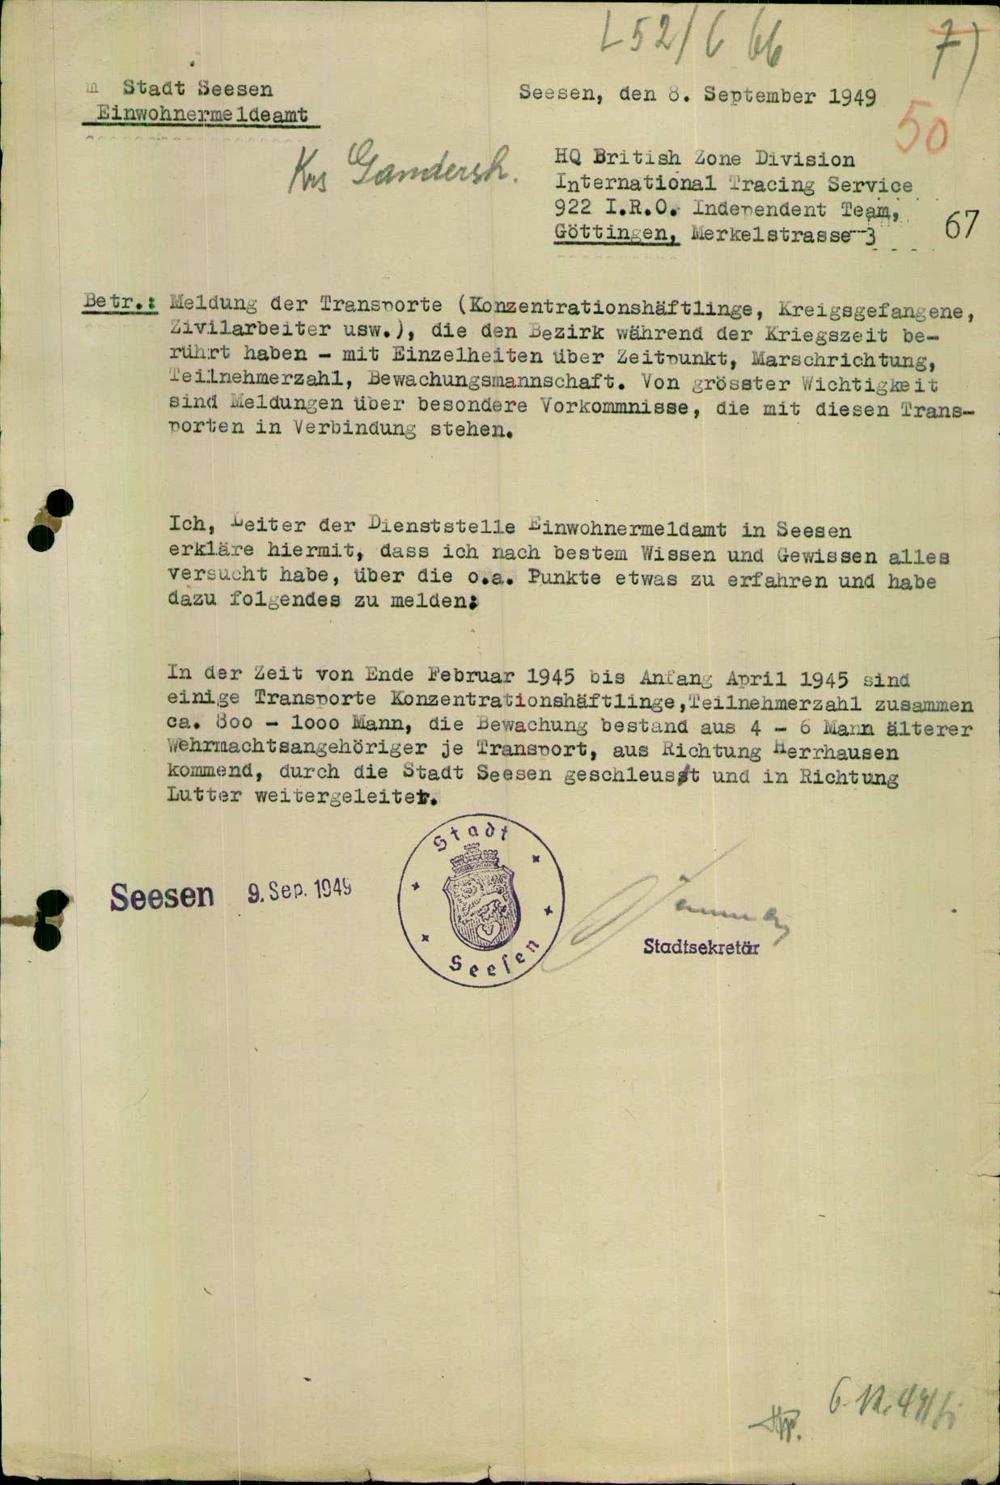 L 52/6 66
7)
Stadt Seesen
Einwohnermeldeamt
Seesen, den 8. September 1949
50
Krs Gandersh.
HQ British Zone Division
International Tracing Service
922 I.R.O. Independent Team,
Göttingen, Merkelstrasse 3
67
Betr.: Meldung der Transporte (Konzentrationshäftlinge, Kreigsgefangene,
Zivilarbeiter usw.), die den Bezirk während der Kriegszeit be-
rührt haben - mit Einzelheiten über Zeitpunkt, Marschrichtung,
Teilnehmerzahl, Bewachungsmannschaft. Von grösster Wichtigkeit
sind Meldungen über besondere Vorkommnisse, die mit diesen Trans-
porten in Verbindung stehen.
Ich, Leiter der Dienststelle Einwohnermeldamt in Seesen
erkläre hiermit, dass ich nach bestem Wissen und Gewissen alles
versucht habe, über die o.a. Punkte etwas zu erfahren und habe
dazu folgendes zu melden:
In der Zeit von Ende Februar 1945 bis Anfang April 1945 sind
einige Transporte Konzentrationshäftlinge,Teilnehmerzahl zusammen
ca. 800 - 1000 Mann, die Bewachung bestand aus 4 - 6 Mann älterer
Wehrmachtsangehöriger je Transport, aus Richtung Herrhausen
kommend, durch die Stadt Seesen geschleust und in Richtung
Lutter weitergeleitet.
Stadt
Seesen
Seesen 9. Sep. 1949
Stadtsekretär